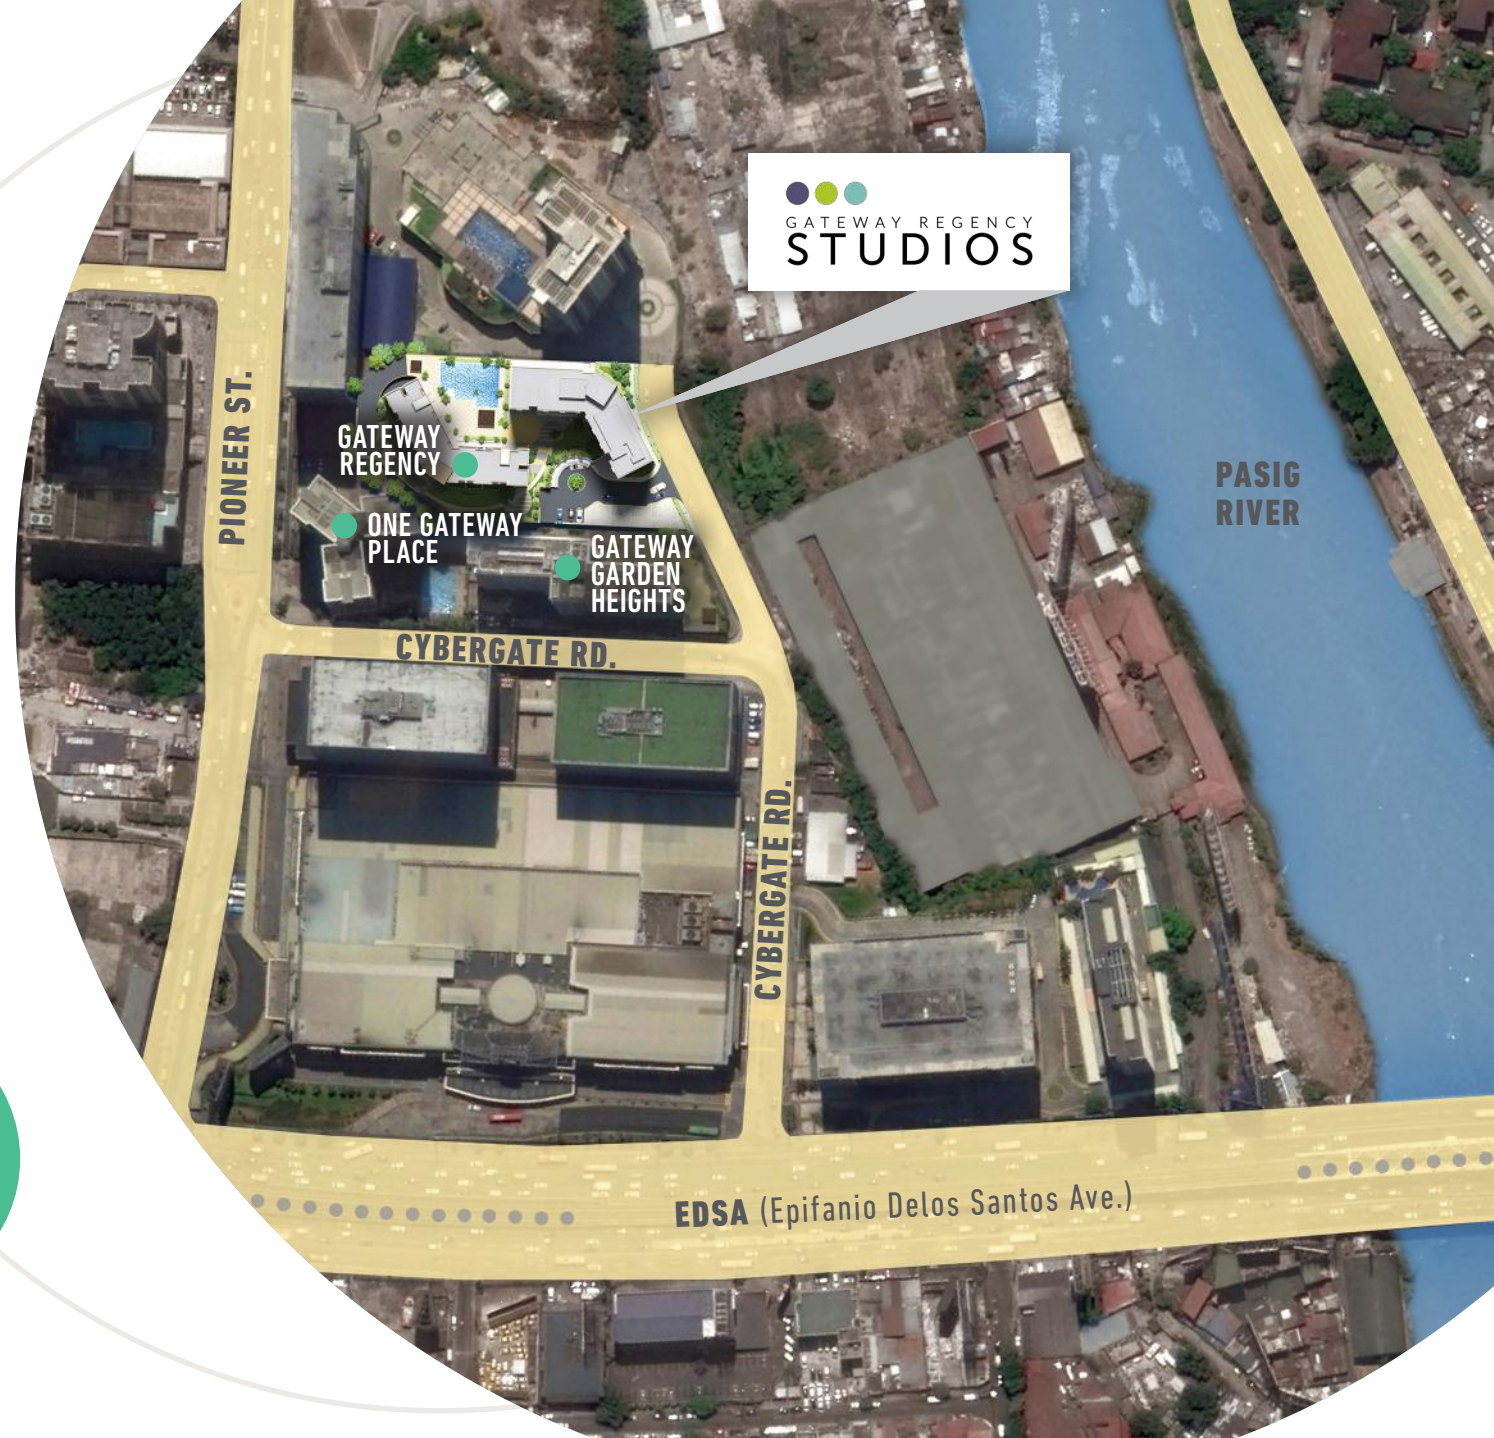 GATEWAY REGENCY
STUDIOS
PIONEER ST.
GATEWAY
REGENCY
ONE GATEWAY
PLACE
GATEWAY
GARDEN
HEIGHTS
PASIG
RIVER
CYBERGATE RD.
CYBERGATE RD.
EDSA (Epifanio Delos Santos Ave.)